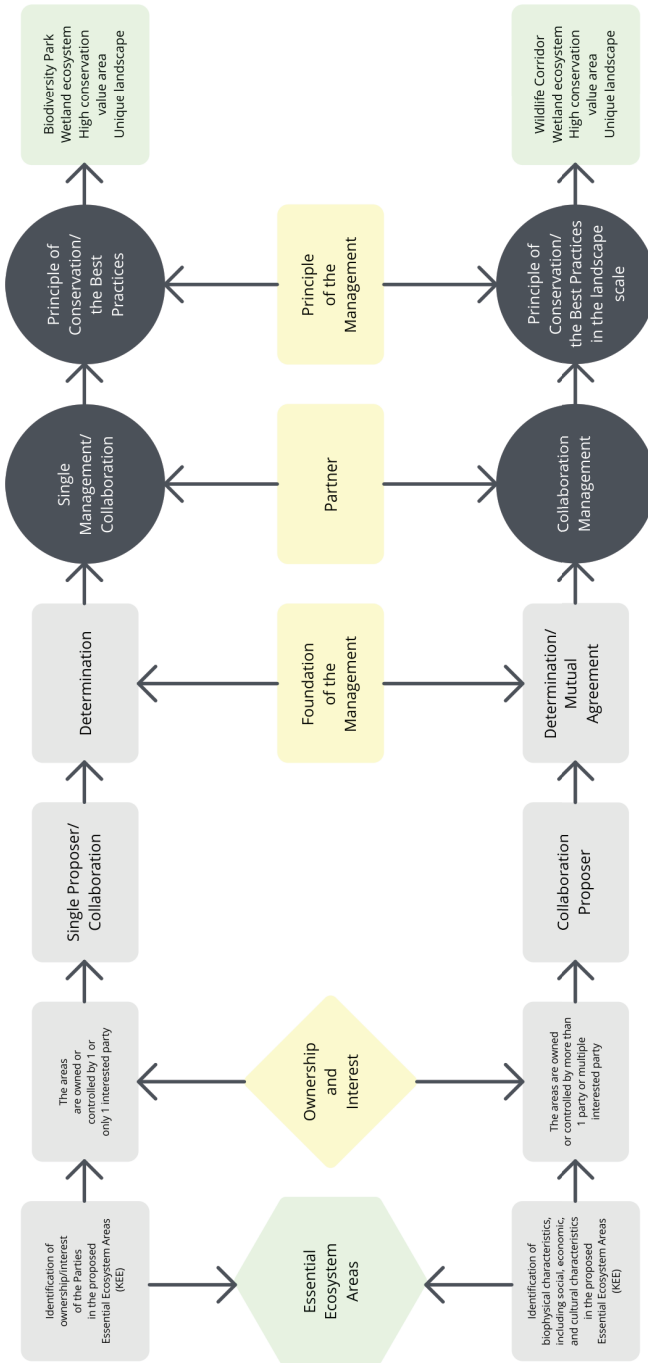 Identification of
ownership/interest
of the Parties
in the proposed
Essential Ecosystem Areas
(KEE)
The areas
are owned or
controlled by 1 or
only 1 interested party
Single Proposer/
Collaboration
Determination
Single
Management/
Collaboration
Principle of
Conservation/
the Best
Practices
Biodiversity Park
Wetland ecosystem
High conservation
value area
Unique landscape
Essential
Ecosystem
Areas
Ownership
and
Interest
Foundation
of the
Management
Partner
Principle
of the
Management
Identification of
biophysical characteristics,
including social, economic,
and cultural characteristics
in the proposed
Essential Ecosystem Areas
(KEE)
The areas are owned
or controlled by more than
1 party or multiple
interested party
Collaboration
Proposer
Determination/
Mutual
Agreement
Collaboration
Management
Principle of
Conservation/
the Best Practices
in the landscape
scale
Wildlife Corridor
Wetland ecosystem
High conservation
value area
Unique landscape